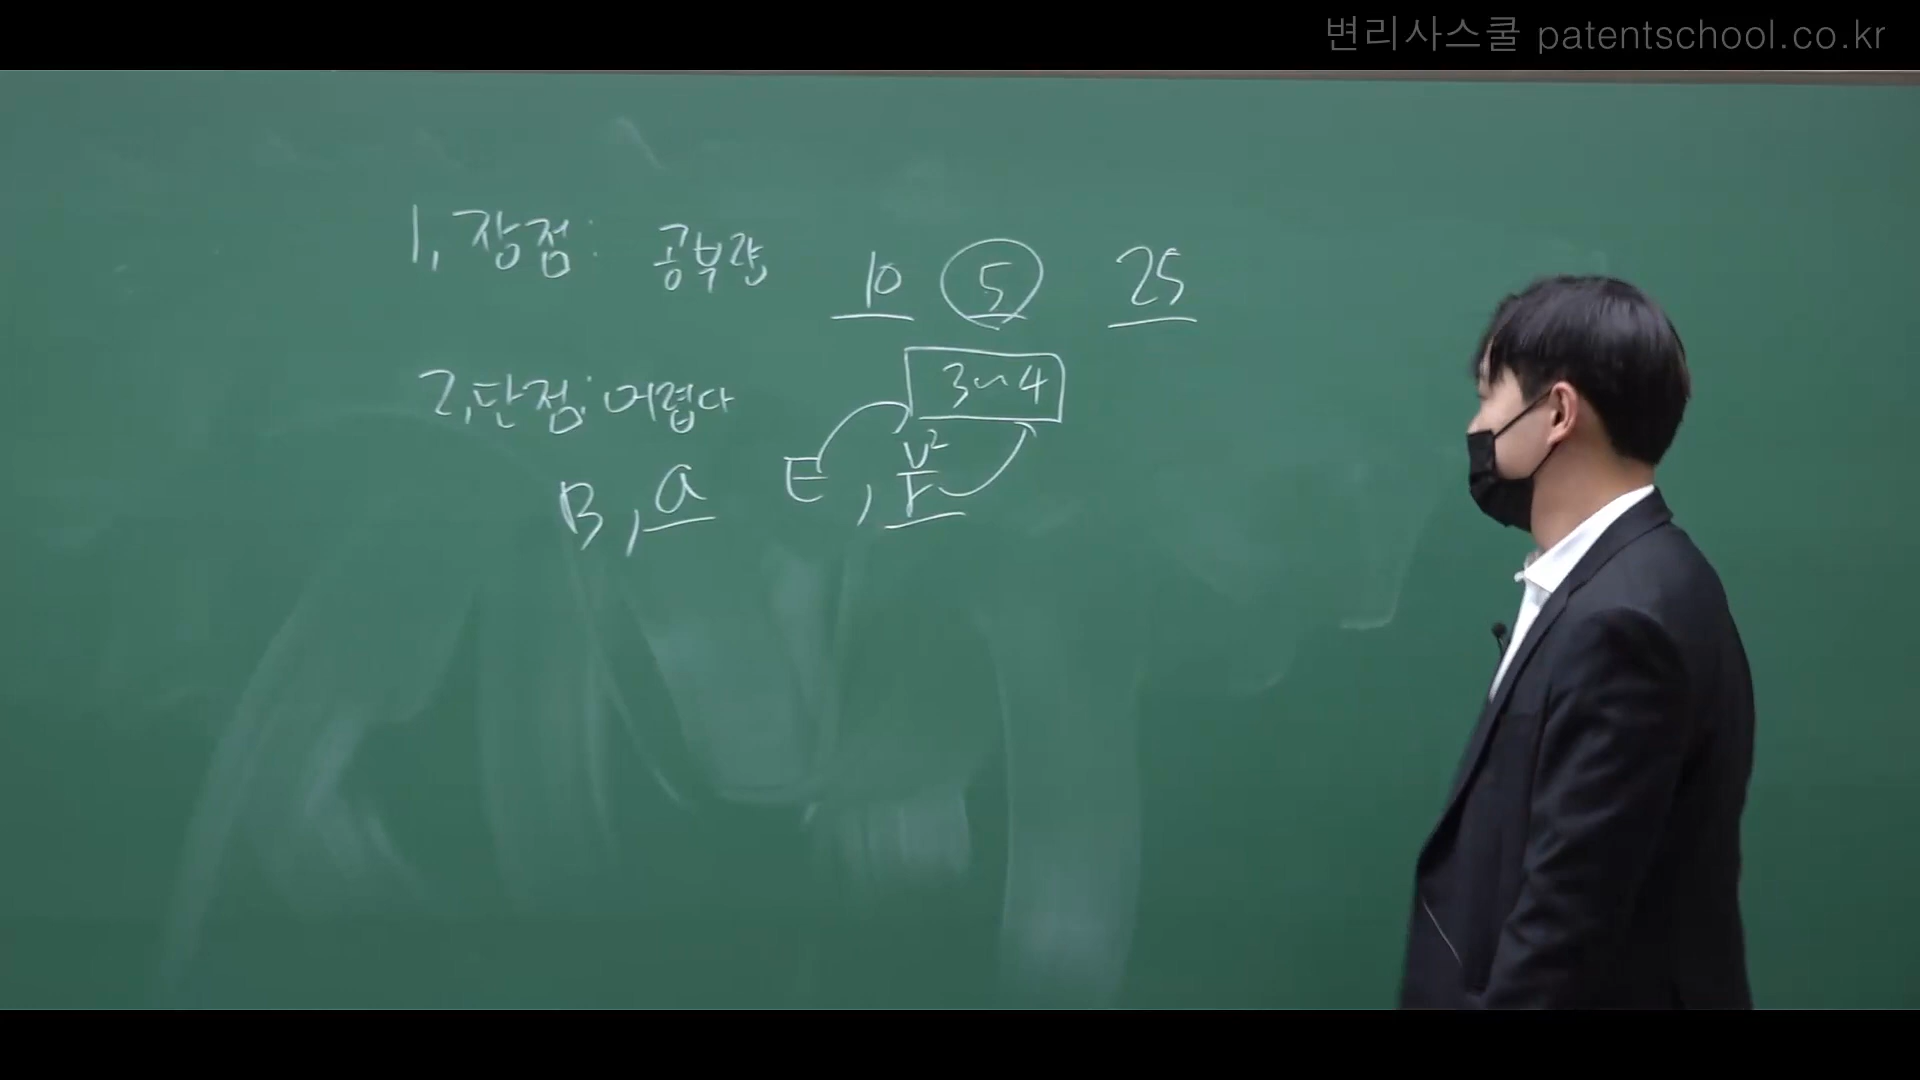 변리사스쿨 patentschool.co.kr
1, 장점: 공부량 10 5 25
2, 단점: 어렵다 3~4
B, a E, v²/r